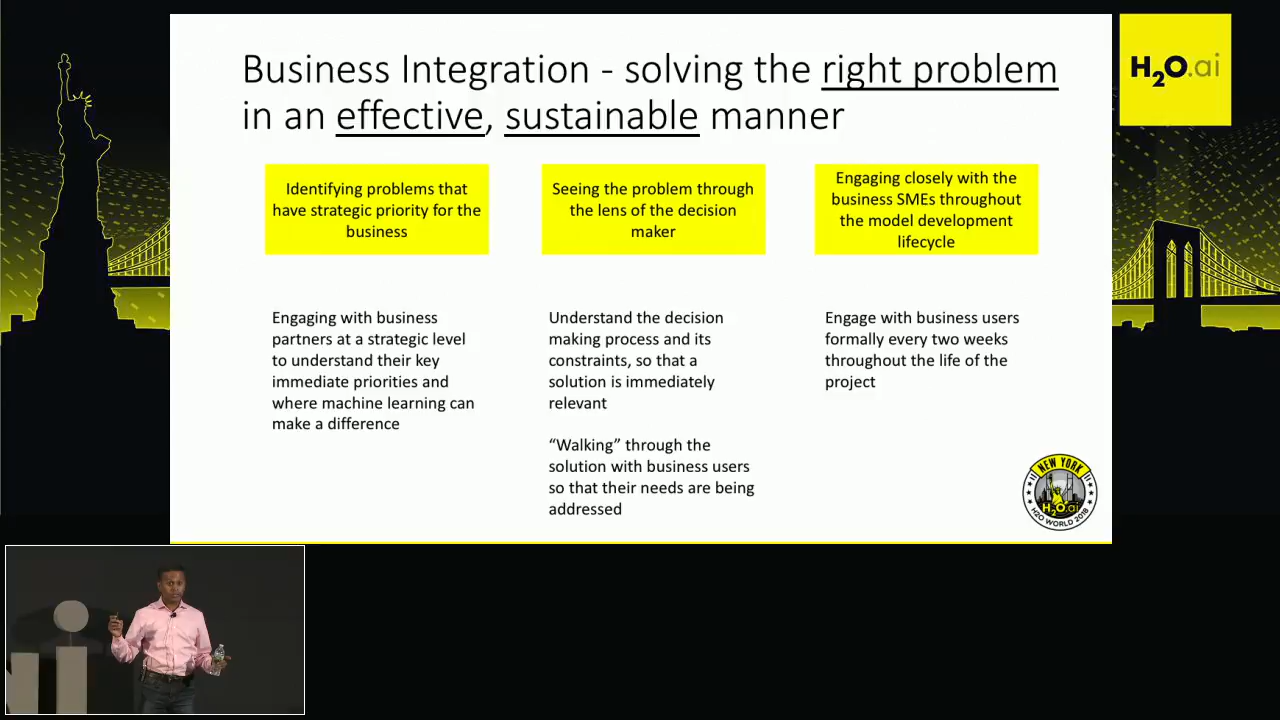 Business Integration - solving the right problem
in an effective, sustainable manner
H2O.ai
Identifying problems that
have strategic priority for the
business
Seeing the problem through
the lens of the decision
maker
Engaging closely with the
business SMEs throughout
the model development
lifecycle
Engaging with business
partners at a strategic level
to understand their key
immediate priorities and
where machine learning can
make a difference
Understand the decision
making process and its
constraints, so that a
solution is immediately
relevant
“Walking” through the
solution with business users
so that their needs are being
addressed
Engage with business users
formally every two weeks
throughout the life of the
project
NEW YORK
H2O.ai
H2O WORLD 2018